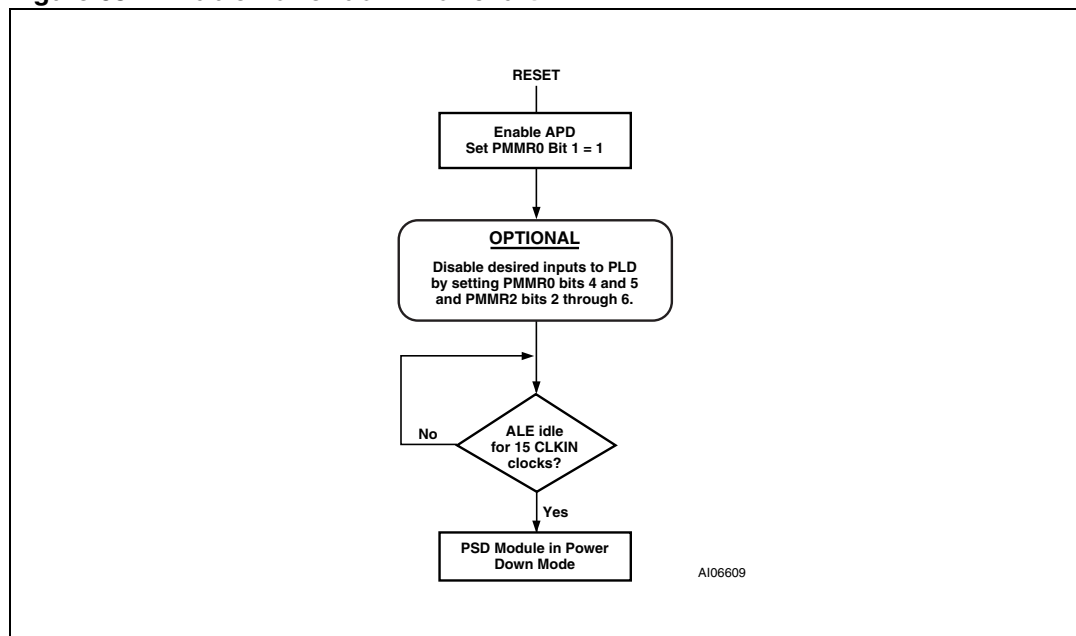 RESET
Enable APD
Set PMMR0 Bit 1 = 1
OPTIONAL
Disable desired inputs to PLD
by setting PMMR0 bits 4 and 5
and PMMR2 bits 2 through 6.
No
ALE idle
for 15 CLKIN
clocks?
Yes
PSD Module in Power
Down Mode
AI06609